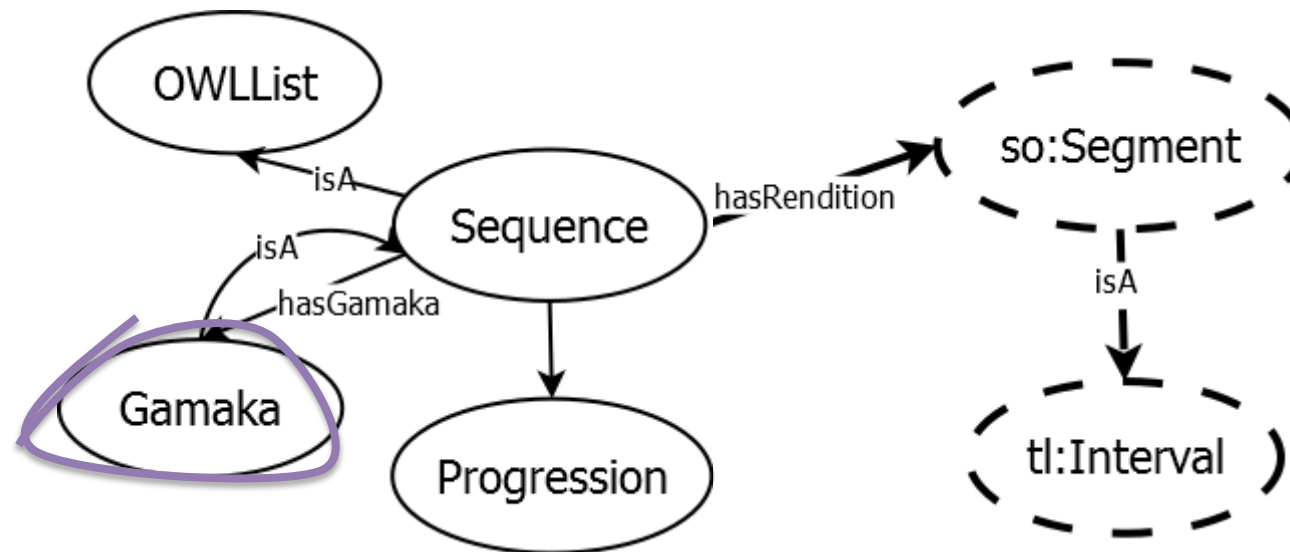 OWLList
so:Segment
isA
hasRendition
Sequence
isA
isA
hasGamaka
Gamaka
Progression
tl:Interval